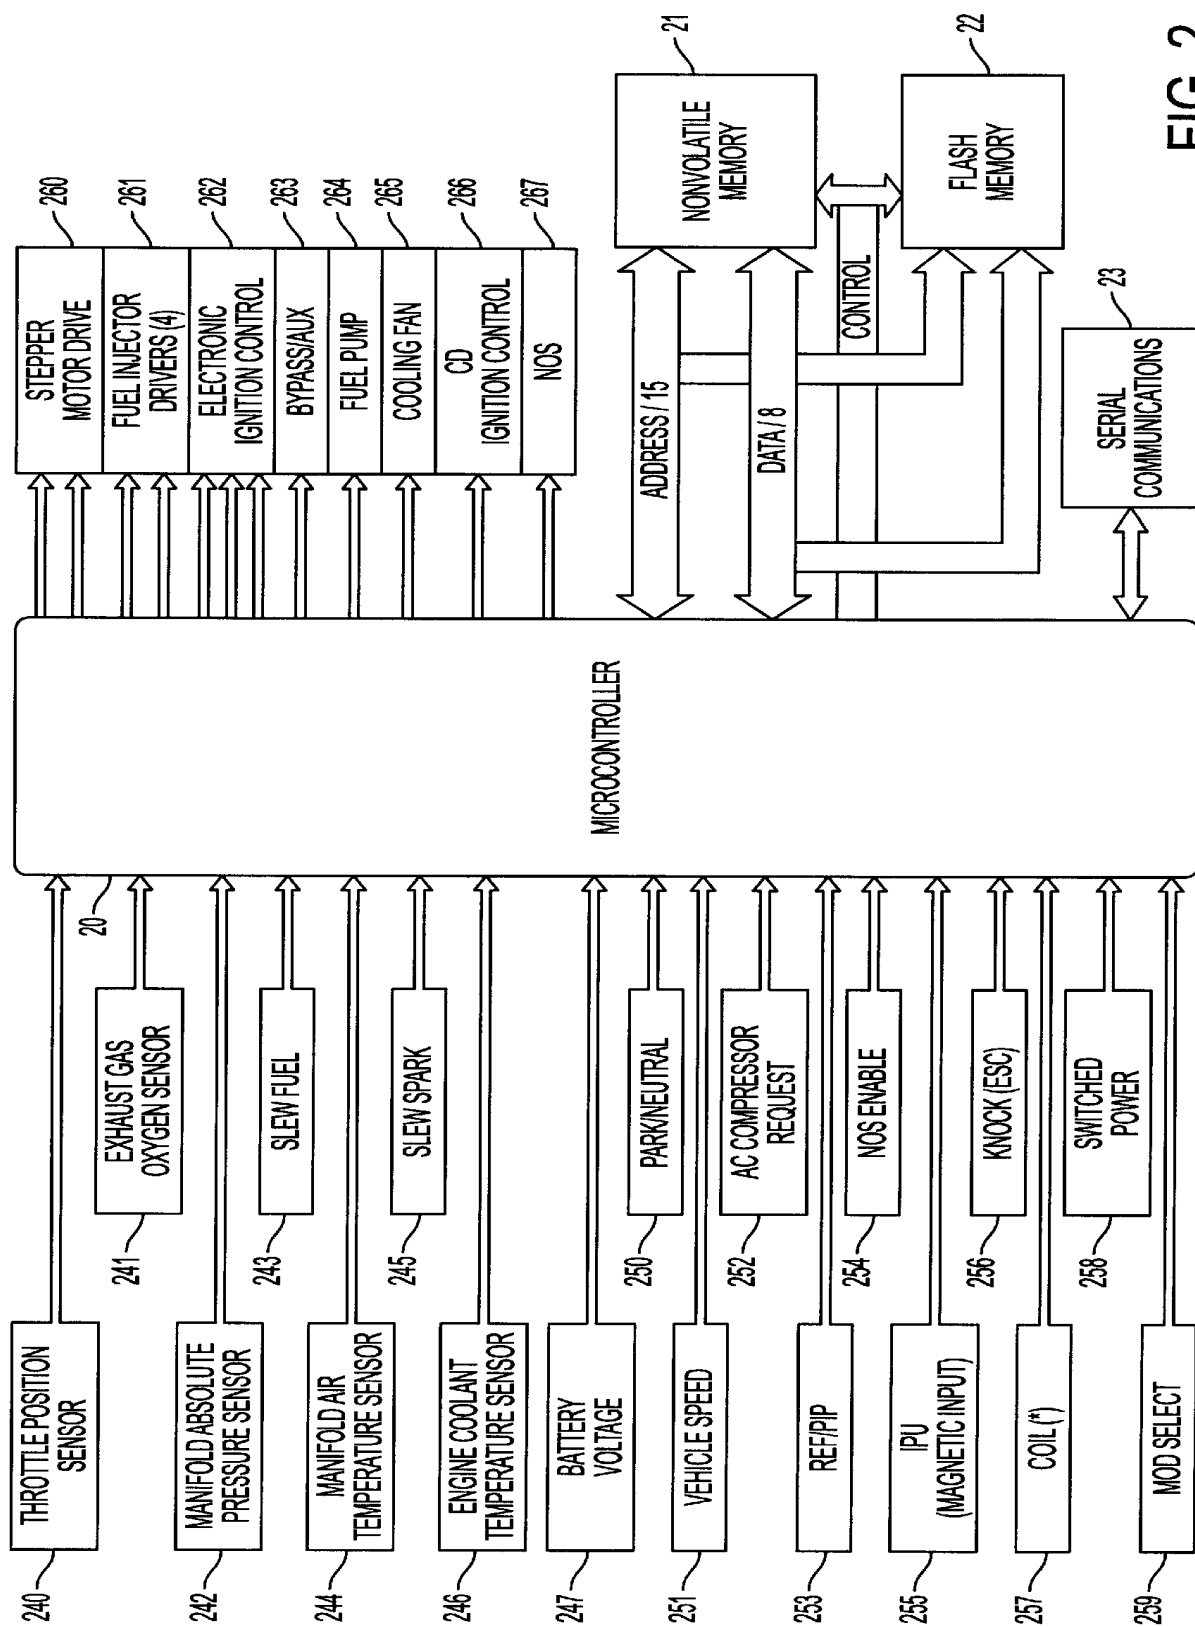 THROTTLE POSITION
SENSOR
240
EXHAUST GAS
OXYGEN SENSOR
241
MANIFOLD ABSOLUTE
PRESSURE SENSOR
242
SLEW FUEL
243
MANIFOLD AIR
TEMPERATURE SENSOR
244
SLEW SPARK
245
ENGINE COOLANT
TEMPERATURE SENSOR
246
BATTERY
VOLTAGE
247
PARK/NEUTRAL
250
VEHICLE SPEED
251
AC COMPRESSOR
REQUEST
252
REF/PIP
253
NOS ENABLE
254
IPU
(MAGNETIC INPUT)
255
KNOCK (ESC)
256
COIL (*)
257
SWITCHED
POWER
258
MOD SELECT
259
20
MICROCONTROLLER
STEPPER
MOTOR DRIVE
260
FUEL INJECTOR
DRIVERS (4)
261
ELECTRONIC
IGNITION CONTROL
262
BYPASS/AUX
263
FUEL PUMP
264
COOLING FAN
265
CD
IGNITION CONTROL
266
NOS
267
ADDRESS / 15
DATA / 8
CONTROL
NONVOLATILE
MEMORY
21
FLASH
MEMORY
22
SERIAL
COMMUNICATIONS
23
FIG. 2